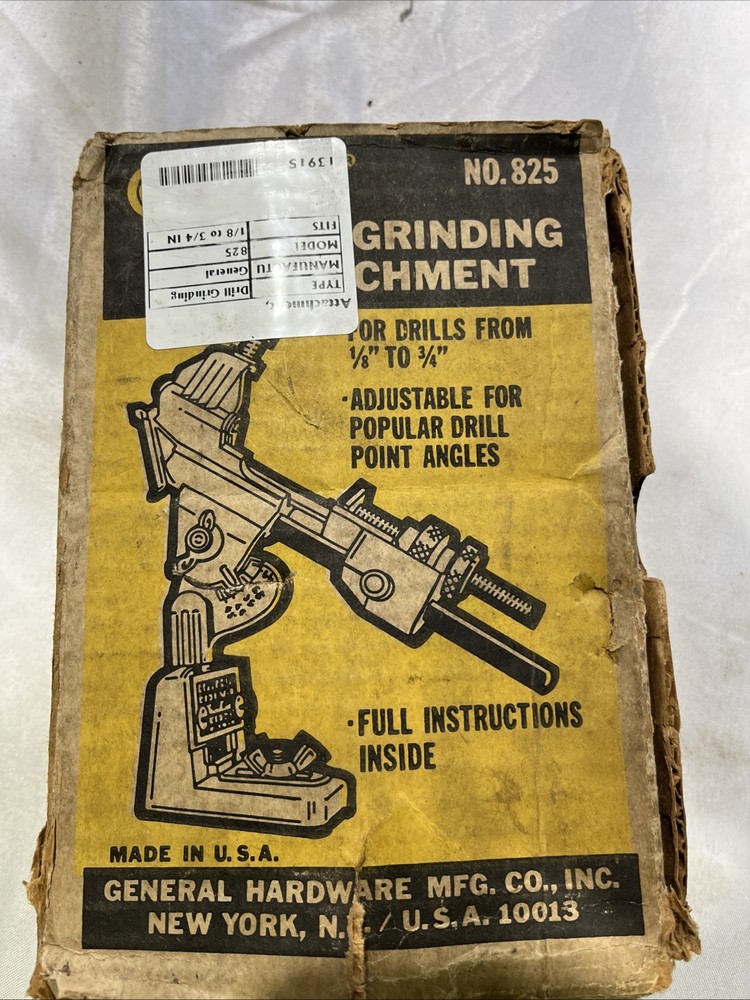 NO. 825
GRINDING
CHMENT
Attachment,
TYPE Drill Grinding
MANUFACTU General
MODEL 825
FITS 1/8 to 3/4 IN
13915
FOR DRILLS FROM
1/8" TO 3/4"
·ADJUSTABLE FOR
POPULAR DRILL
POINT ANGLES
·FULL INSTRUCTIONS
INSIDE
MADE IN U.S.A.
GENERAL HARDWARE MFG. CO., INC.
NEW YORK, N. / U.S.A. 10013